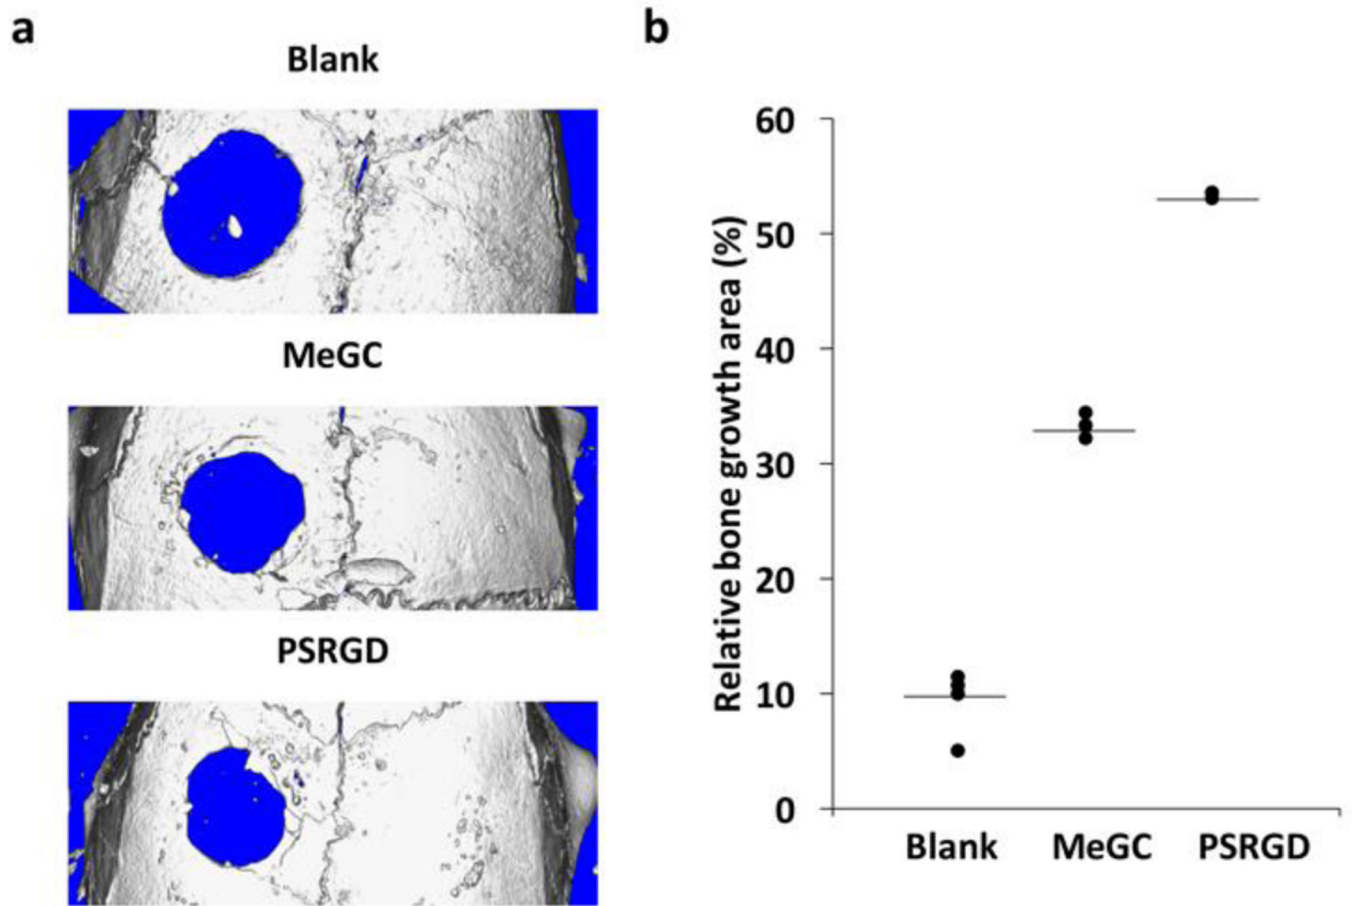 a
Blank
MeGC
PSRGD
b
Relative bone growth area (%)
60
50
40
30
20
10
0
Blank MeGC PSRGD